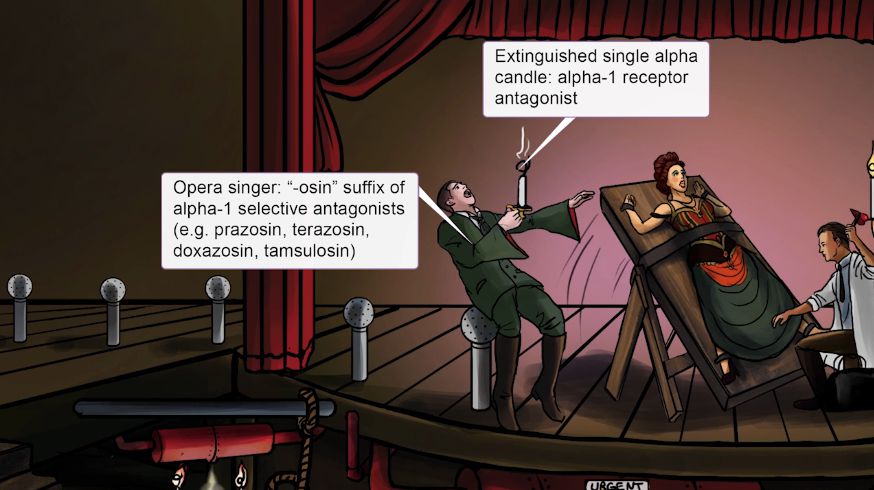 Extinguished single alpha
candle: alpha-1 receptor
antagonist
Opera singer: “-osin” suffix of
alpha-1 selective antagonists
(e.g. prazosin, terazosin,
doxazosin, tamsulosin)
URGENT